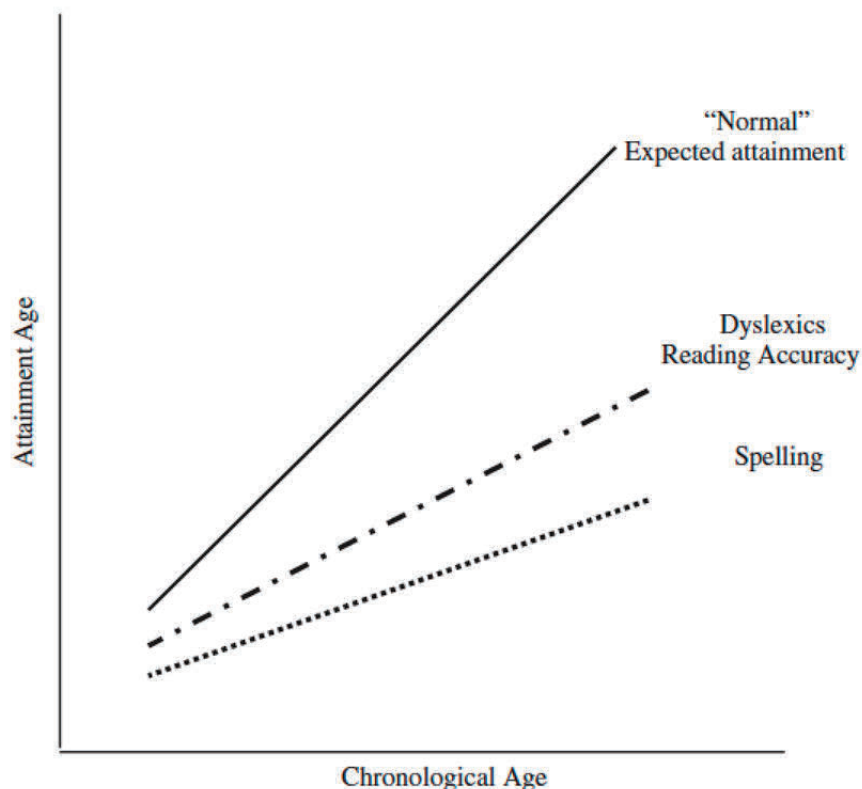 “Normal”
Expected attainment
Dyslexics
Reading Accuracy
Spelling
Attainment Age
Chronological Age